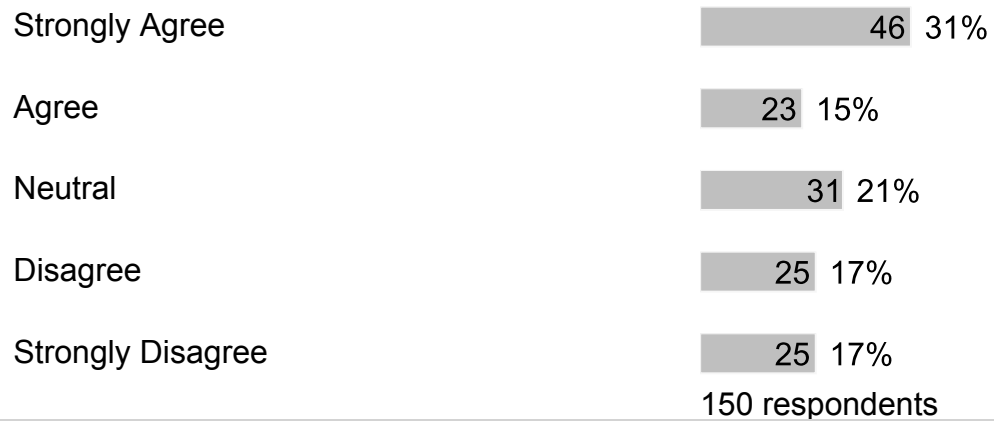 Strongly Agree 46 31%
Agree 23 15%
Neutral 31 21%
Disagree 25 17%
Strongly Disagree 25 17%
150 respondents